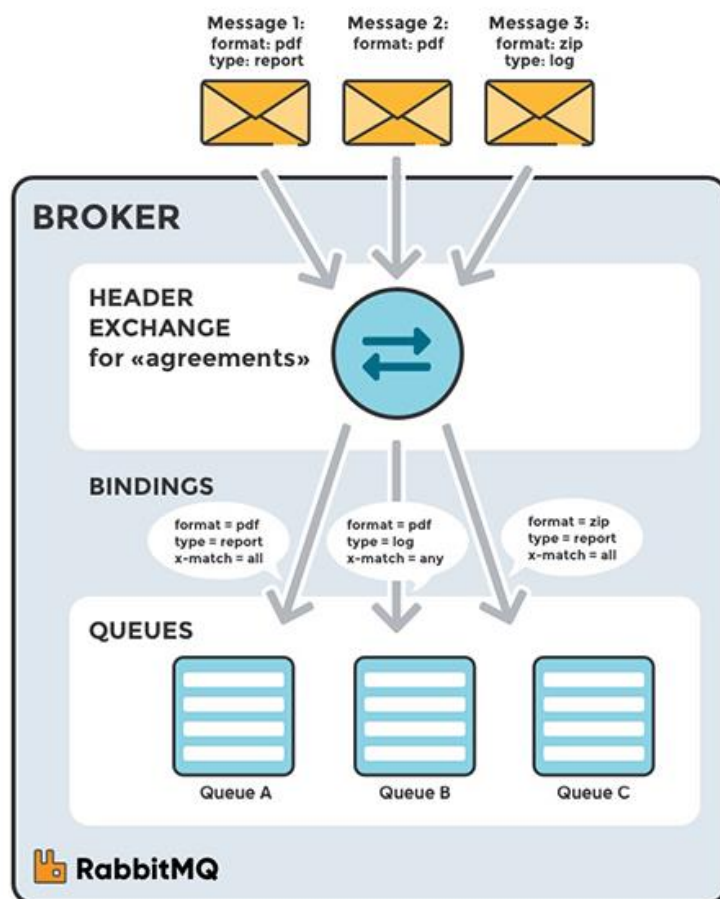 Message 1:
format: pdf
type: report
Message 2:
format: pdf
Message 3:
format: zip
type: log
BROKER
HEADER
EXCHANGE
for «agreements»
BINDINGS
format = pdf
type = report
x-match = all
format = pdf
type = log
x-match = any
format = zip
type = report
x-match = all
QUEUES
Queue A
Queue B
Queue C
RabbitMQ